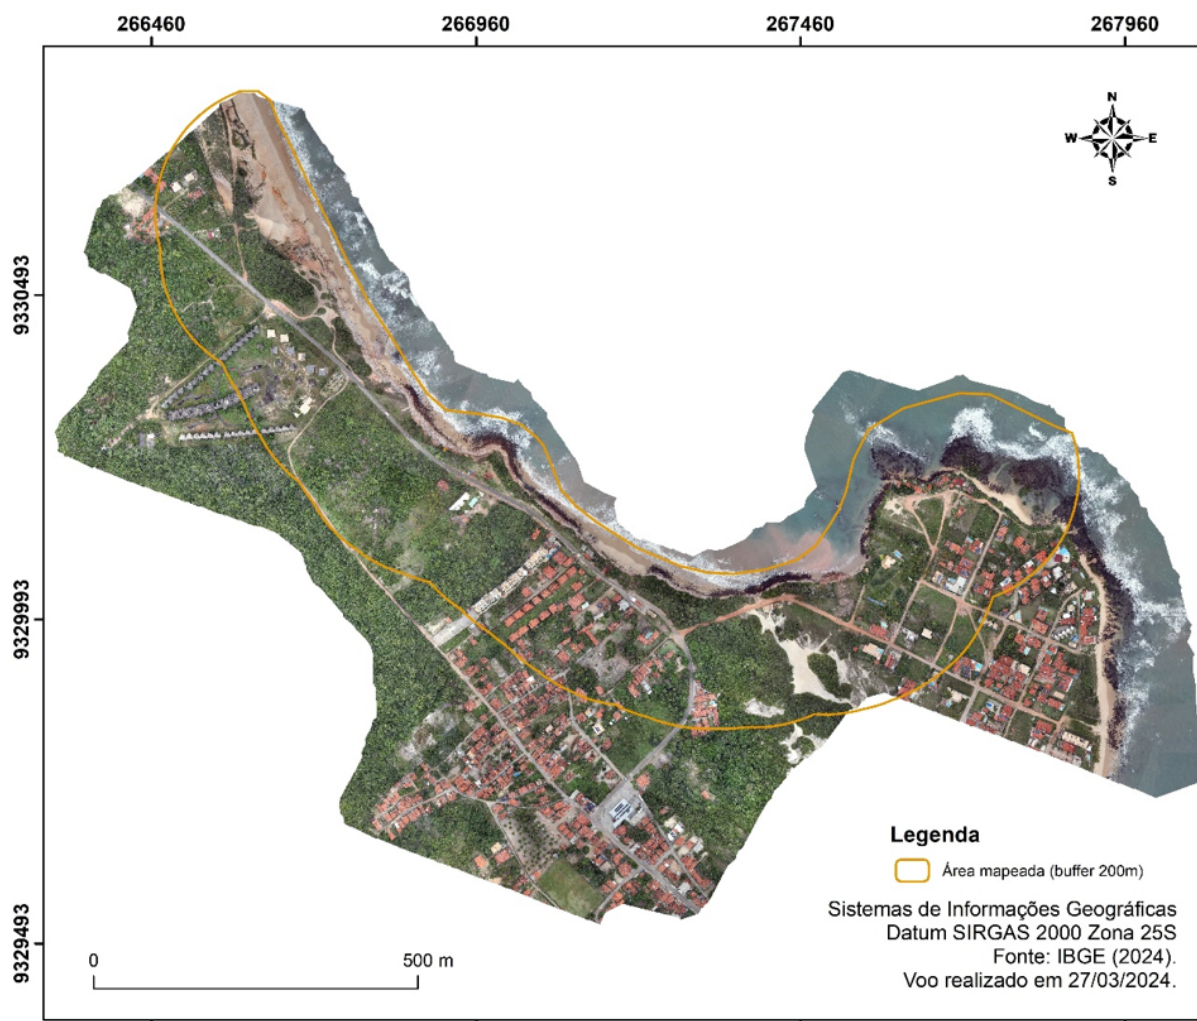 266460 266960 267460 267960
N
W E
S
9330493
9329993
9329493
Legenda
Área mapeada (buffer 200m)
Sistemas de Informações Geográficas
Datum SIRGAS 2000 Zona 25S
Fonte: IBGE (2024).
Voo realizado em 27/03/2024.
0 500 m